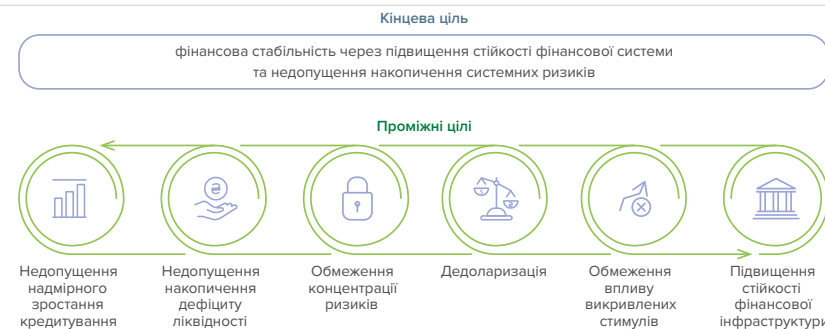 Кінцева ціль
фінансова стабільність через підвищення стійкості фінансової системи
та недопущення накопичення системних ризиків
Проміжні цілі
Недопущення
надмірного
зростання
кредитування
Недопущення
накопичення
дефіциту
ліквідності
Обмеження
концентрації
ризиків
Дедоларизація
Обмеження
впливу
викривлених
стимулів
Підвищення
стійкості
фінансової
інфраструктури